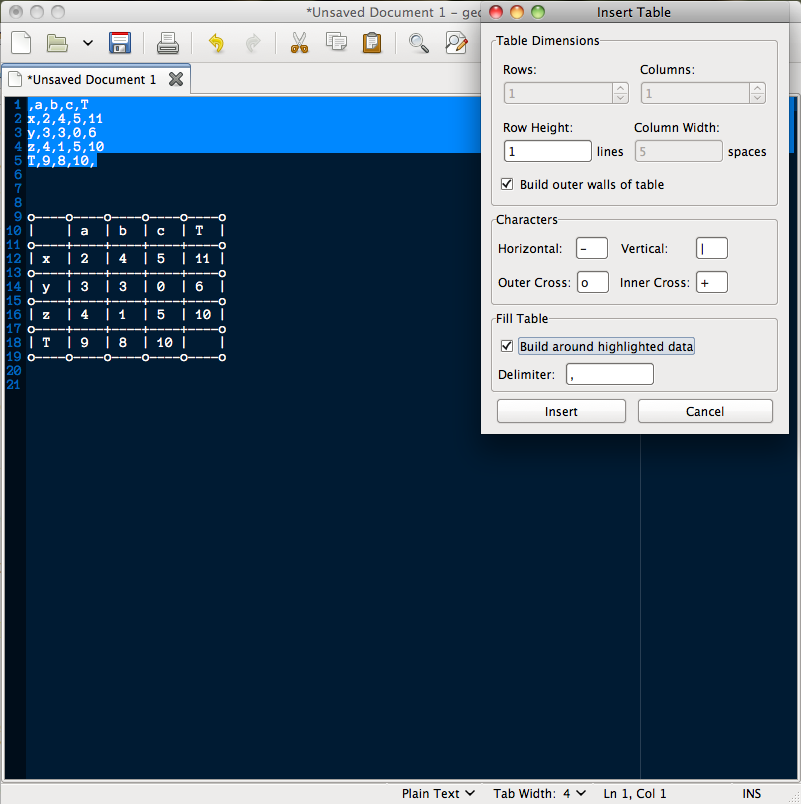 *Unsaved Document 1 – ged
*Unsaved Document 1
1 ,a,b,c,T
2 x,2,4,5,11
3 y,3,3,0,6
4 z,4,1,5,10
5 T,9,8,10,
6
7
8
9 o----o----o----o----o----o
10 |    | a  | b  | c  | T  |
11 o----+----+----+----+----o
12 | x  | 2  | 4  | 5  | 11 |
13 o----+----+----+----+----o
14 | y  | 3  | 3  | 0  | 6  |
15 o----+----+----+----+----o
16 | z  | 4  | 1  | 5  | 10 |
17 o----+----+----+----+----o
18 | T  | 9  | 8  | 10 |    |
19 o----o----o----o----o----o
20
21
Plain Text Tab Width: 4 Ln 1, Col 1 INS
Insert Table
Table Dimensions
Rows: Columns:
1 1
Row Height: Column Width:
1 lines 5 spaces
Build outer walls of table
Characters
Horizontal: - Vertical: |
Outer Cross: o Inner Cross: +
Fill Table
Build around highlighted data
Delimiter: ,
Insert Cancel